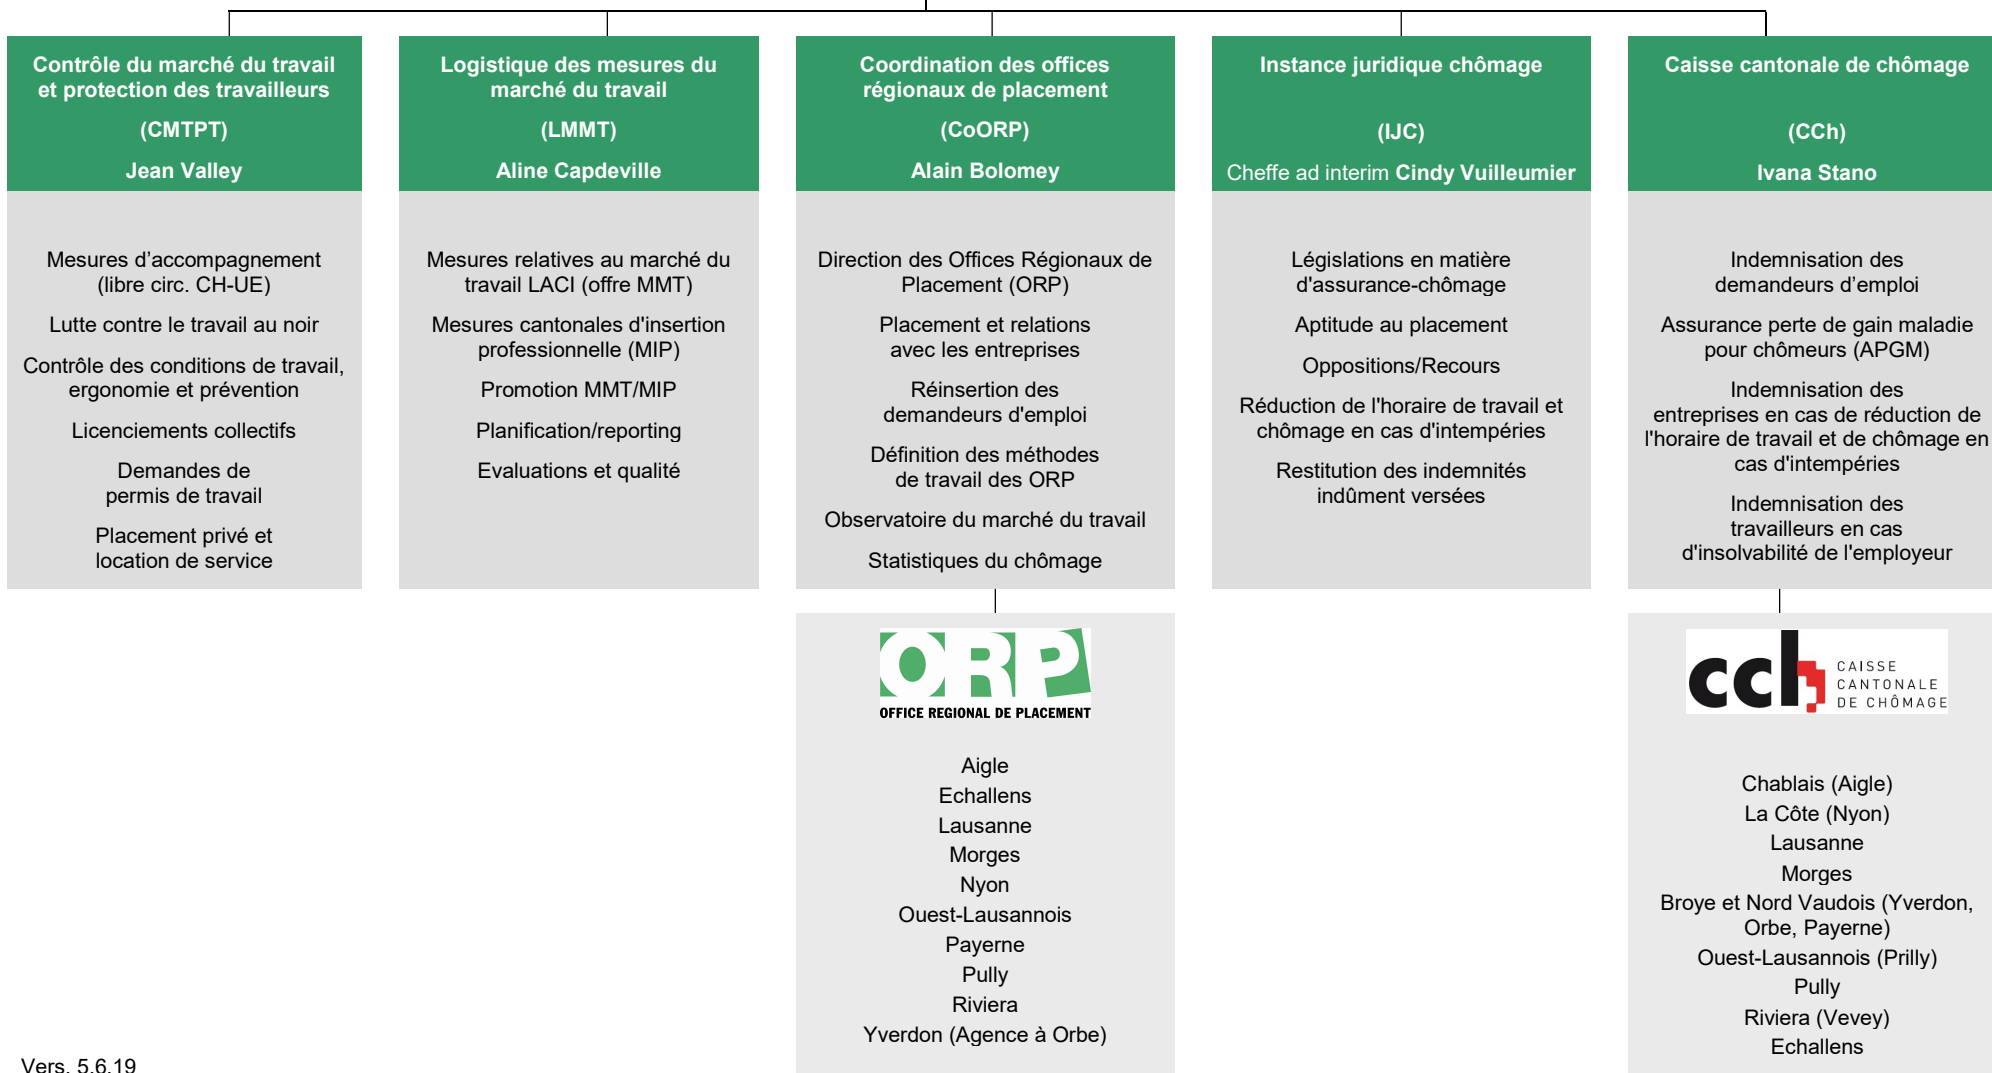 Contrôle du marché du travail
et protection des travailleurs
(CMTPT)
Jean Valley
Mesures d'accompagnement
(libre circ. CH-UE)
Lutte contre le travail au noir
Contrôle des conditions de travail,
ergonomie et prévention
Licenciements collectifs
Demandes de
permis de travail
Placement privé et
location de service
Logistique des mesures du
marché du travail
(LMMT)
Aline Capdeville
Mesures relatives au marché du
travail LACI (offre MMT)
Mesures cantonales d'insertion
professionnelle (MIP)
Promotion MMT/MIP
Planification/reporting
Evaluations et qualité
Coordination des offices
régionaux de placement
(CoORP)
Alain Bolomey
Direction des Offices Régionaux de
Placement (ORP)
Placement et relations
avec les entreprises
Réinsertion des
demandeurs d'emploi
Définition des méthodes
de travail des ORP
Observatoire du marché du travail
Statistiques du chômage
ORP
OFFICE REGIONAL DE PLACEMENT
Aigle
Echallens
Lausanne
Morges
Nyon
Ouest-Lausannois
Payerne
Pully
Riviera
Yverdon (Agence à Orbe)
Instance juridique chômage
(IJC)
Cheffe ad interim Cindy Vuilleumier
Législations en matière
d'assurance-chômage
Aptitude au placement
Oppositions/Recours
Réduction de l'horaire de travail et
chômage en cas d'intempéries
Restitution des indemnités
indûment versées
Caisse cantonale de chômage
(CCh)
Ivana Stano
Indemnisation des
demandeurs d'emploi
Assurance perte de gain maladie
pour chômeurs (APGM)
Indemnisation des
entreprises en cas de réduction de
l'horaire de travail et de chômage en
cas d'intempéries
Indemnisation des
travailleurs en cas
d'insolvabilité de l'employeur
cch
CAISSE
CANTONALE
DE CHÔMAGE
Chablais (Aigle)
La Côte (Nyon)
Lausanne
Morges
Broye et Nord Vaudois (Yverdon,
Orbe, Payerne)
Ouest-Lausannois (Prilly)
Pully
Riviera (Vevey)
Echallens
Vers. 5.6.19